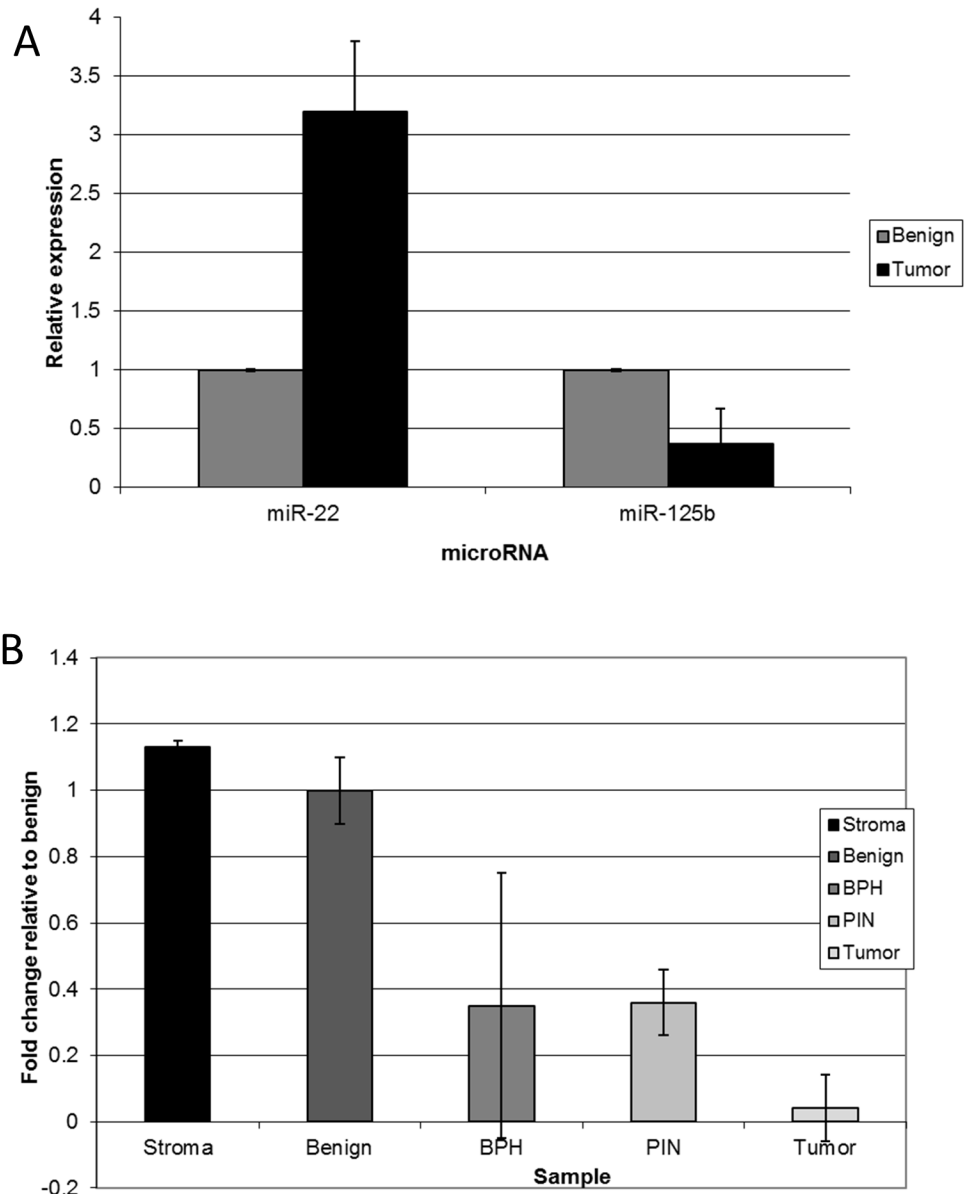 A
4
3.5
3
2.5
2
1.5
1
0.5
0
Relative expression
miR-22 miR-125b
microRNA
Benign
Tumor
B
1.4
1.2
1
0.8
0.6
0.4
0.2
0
-0.2
Fold change relative to benign
Stroma Benign BPH PIN Tumor
Sample
Stroma
Benign
BPH
PIN
Tumor